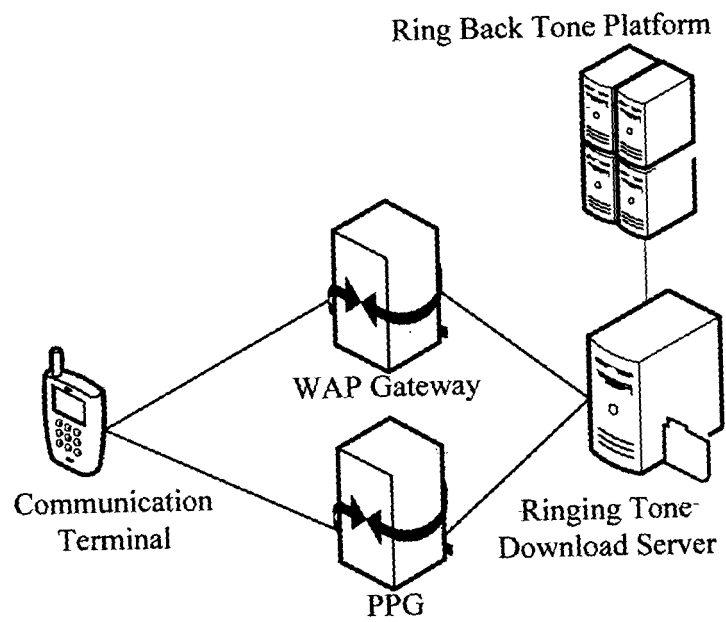 Ring Back Tone Platform
WAP Gateway
Communication
Terminal
Ringing Tone-
Download Server
PPG